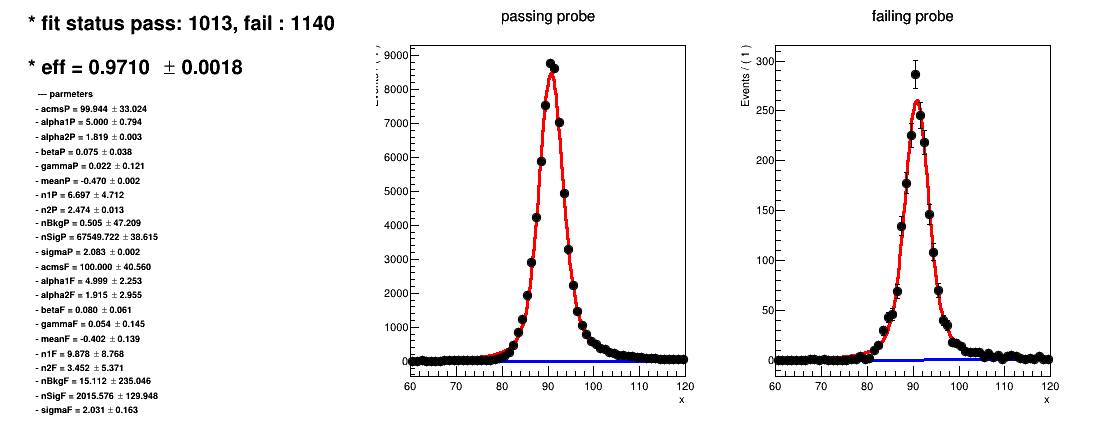 * fit status pass: 1013, fail : 1140
* eff = 0.9710 ± 0.0018
--- parmeters
- acmsP = 99.944 ± 33.024
- alpha1P = 5.000 ± 0.794
- alpha2P = 1.819 ± 0.003
- betaP = 0.075 ± 0.038
- gammaP = 0.022 ± 0.121
- meanP = -0.470 ± 0.002
- n1P = 6.697 ± 4.712
- n2P = 2.474 ± 0.013
- nBkgP = 0.505 ± 47.209
- nSigP = 67549.722 ± 38.615
- sigmaP = 2.083 ± 0.002
- acmsF = 100.000 ± 40.560
- alpha1F = 4.999 ± 2.253
- alpha2F = 1.915 ± 2.955
- betaF = 0.080 ± 0.061
- gammaF = 0.054 ± 0.145
- meanF = -0.402 ± 0.139
- n1F = 9.878 ± 8.768
- n2F = 3.452 ± 5.371
- nBkgF = 15.112 ± 235.046
- nSigF = 2015.576 ± 129.948
- sigmaF = 2.031 ± 0.163
passing probe
9000
8000
7000
6000
5000
4000
3000
2000
1000
0
60 70 80 90 100 110 120
x
failing probe
Events / ( 1 )
300
250
200
150
100
50
0
60 70 80 90 100 110 120
x